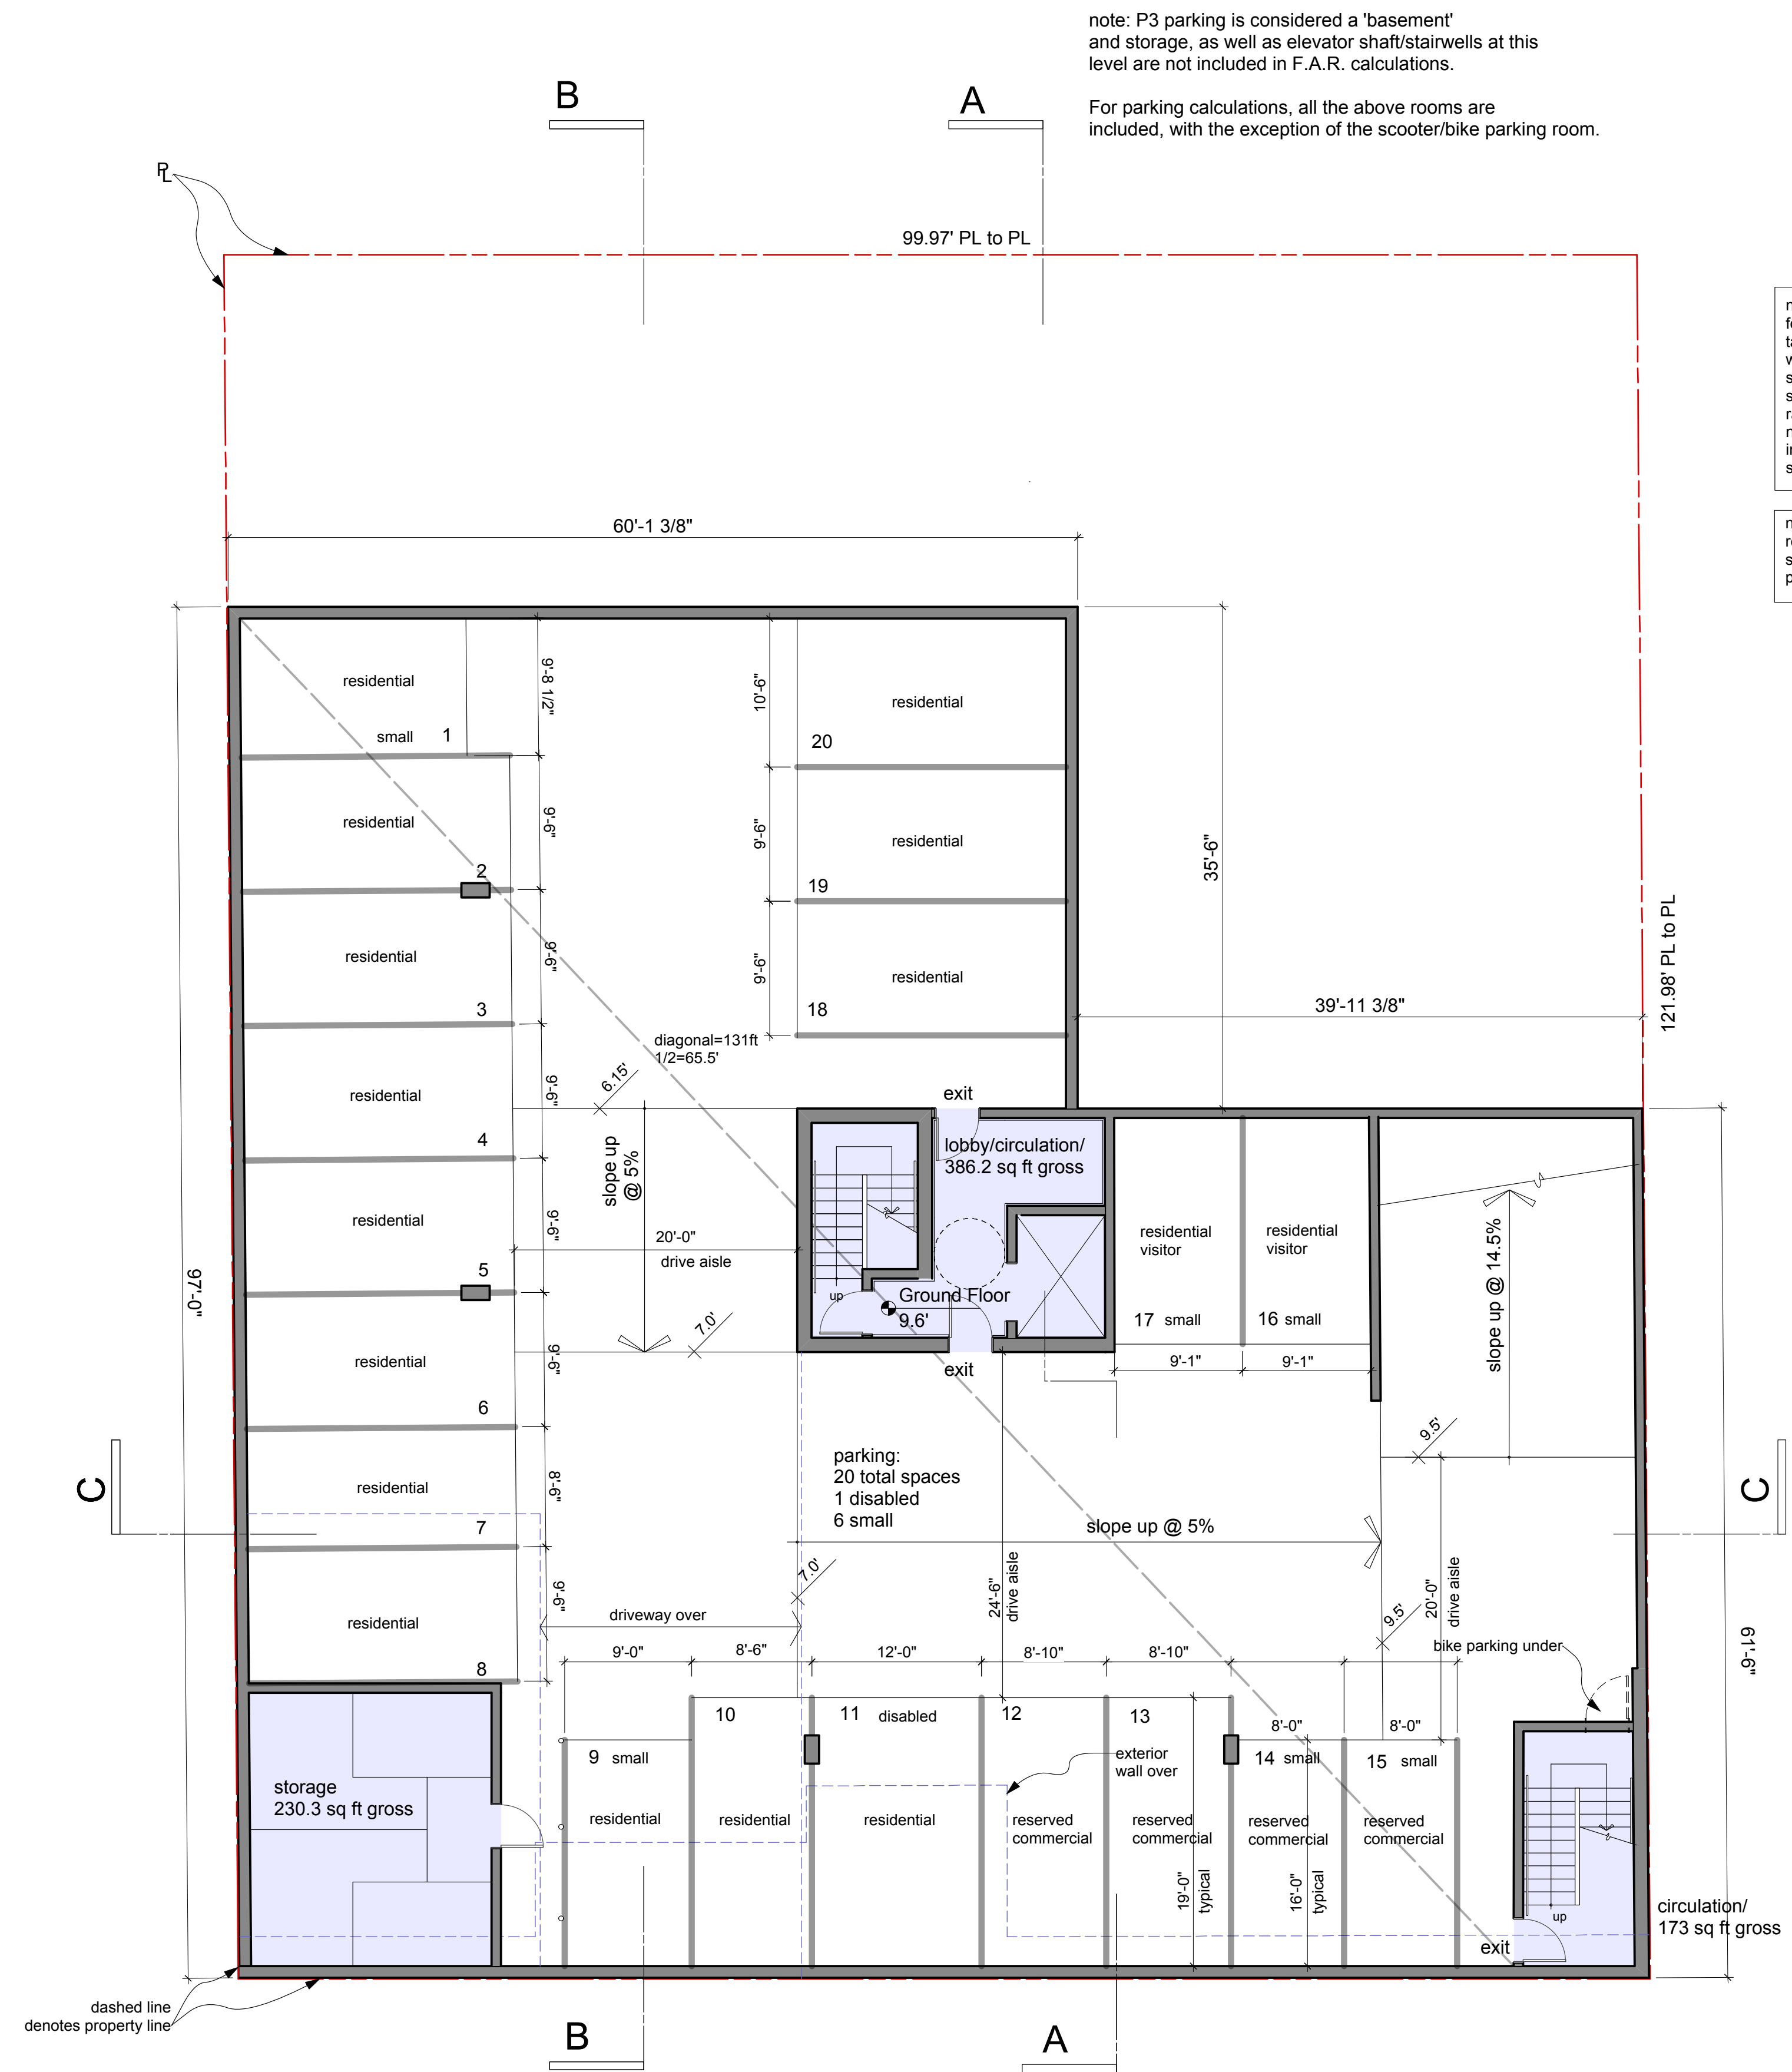 note: P3 parking is considered a 'basement'
and storage, as well as elevator shaft/stairwells at this
level are not included in F.A.R. calculations.
For parking calculations, all the above rooms are
included, with the exception of the scooter/bike parking room.
B
A
PL
99.97' PL to PL
60'-1 3/8"
residential
small 1
9'-8 1/2"
10'-6"
residential
20
residential
2
9'-6"
9'-6"
residential
19
35'-6"
residential
3
9'-6"
9'-6"
residential
18
121.98' PL to PL
39'-11 3/8"
diagonal=131ft
1/2=65.5'
6.15'
residential
4
9'-6"
exit
lobby/circulation/
386.2 sq ft gross
slope up
@ 5%
residential
5
9'-6"
20'-0"
drive aisle
up
Ground Floor
9.6'
residential
visitor
17 small
residential
visitor
16 small
slope up @ 14.5%
97'-0"
7.0'
exit
9'-1"
9'-1"
residential
6
9'-6"
9.5'
parking:
20 total spaces
1 disabled
6 small
C
C
residential
7
8'-6"
slope up @ 5%
7.0'
24'-6"
drive aisle
9.5'
20'-0"
drive aisle
residential
8
9'-6"
driveway over
bike parking under
61'-6"
9'-0"
8'-6"
12'-0"
8'-10"
8'-10"
8'-0"
8'-0"
9 small
residential
10
residential
11 disabled
residential
12
reserved
commercial
13
reserved
commercial
exterior
wall over
14 small
reserved
commercial
15 small
reserved
commercial
19'-0"
typical
16'-0"
typical
storage
230.3 sq ft gross
up
exit
circulation/
173 sq ft gross
dashed line
denotes property line
B
A